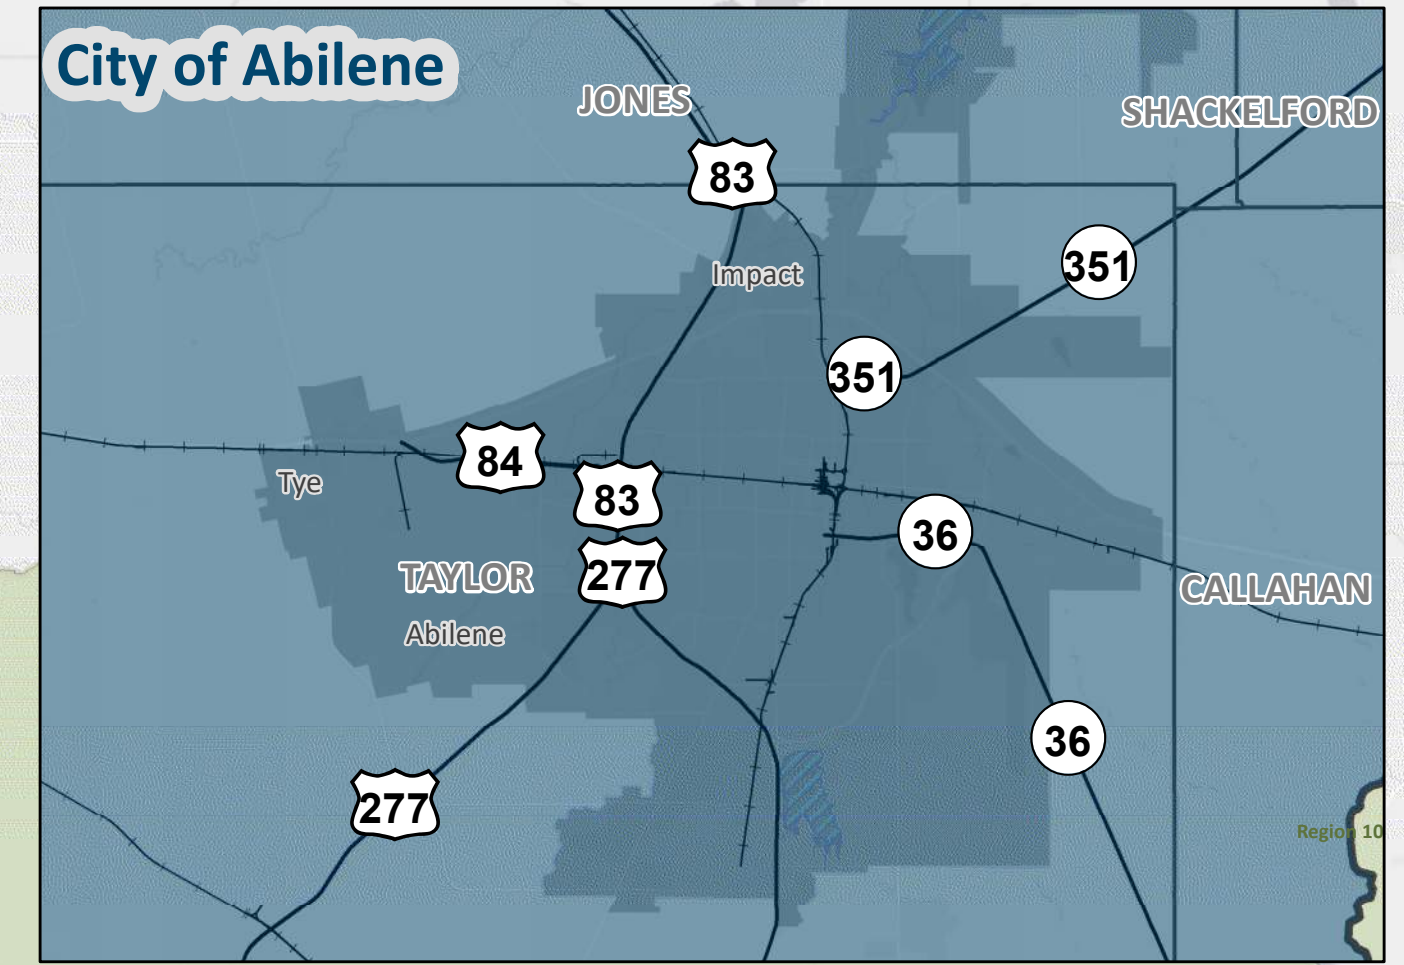 City of Abilene
JONES
SHACKELFORD
83
351
Impact
351
84
Tye
83
36
TAYLOR
277
CALLAHAN
Abilene
36
277
Region 10